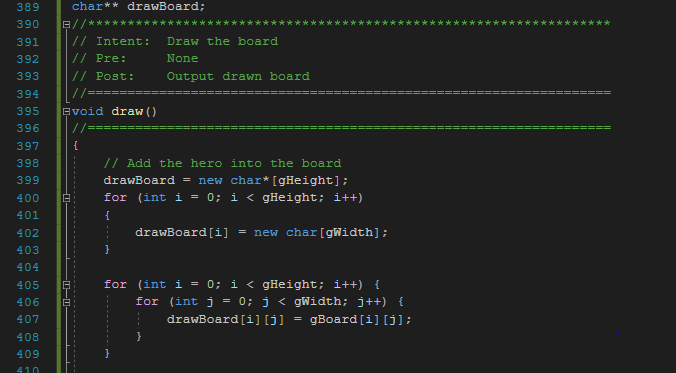 389 char** drawBoard;
390 //******************************************************************
391 // Intent:  Draw the board
392 // Pre:     None
393 // Post:    Output drawn board
394 //==================================================================
395 void draw()
396 //==================================================================
397 {
398     // Add the hero into the board
399     drawBoard = new char*[gHeight];
400     for (int i = 0; i < gHeight; i++)
401     {
402         drawBoard[i] = new char[gWidth];
403     }
404
405     for (int i = 0; i < gHeight; i++) {
406         for (int j = 0; j < gWidth; j++) {
407             drawBoard[i][j] = gBoard[i][j];
408         }
409     }
410